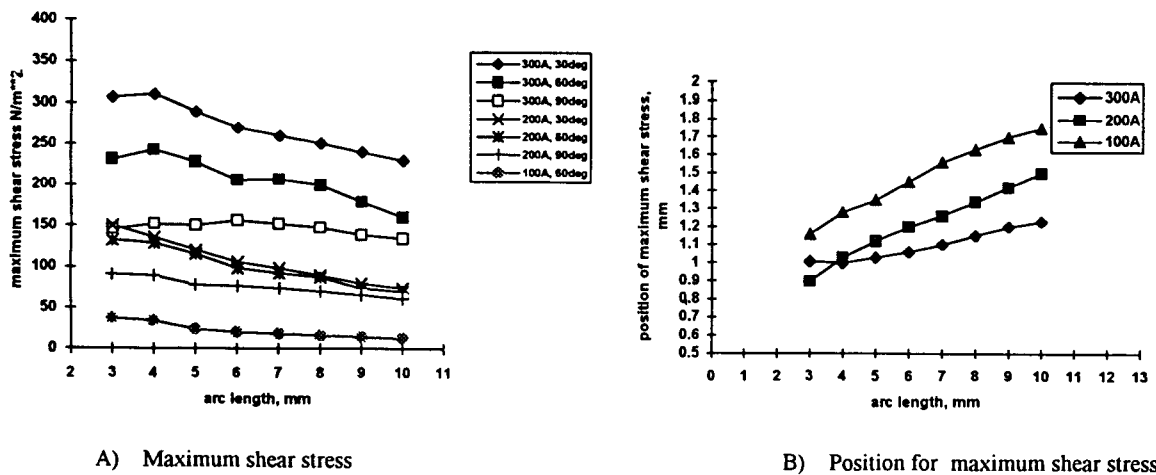 400
350
300
250
200
150
100
50
0
2 3 4 5 6 7 8 9 10 11
maximum shear stress N/m**2
arc length, mm
300A, 30deg
300A, 60deg
300A, 90deg
200A, 30deg
200A, 60deg
200A, 90deg
100A, 60deg
A) Maximum shear stress
2
1.9
1.8
1.7
1.6
1.5
1.4
1.3
1.2
1.1
1
0.9
0.8
0.7
0.6
0.5
0 1 2 3 4 5 6 7 8 9 10 11 12 13
position of maximum shear stress,
mm
arc length, mm
300A
200A
100A
B) Position for maximum shear stress